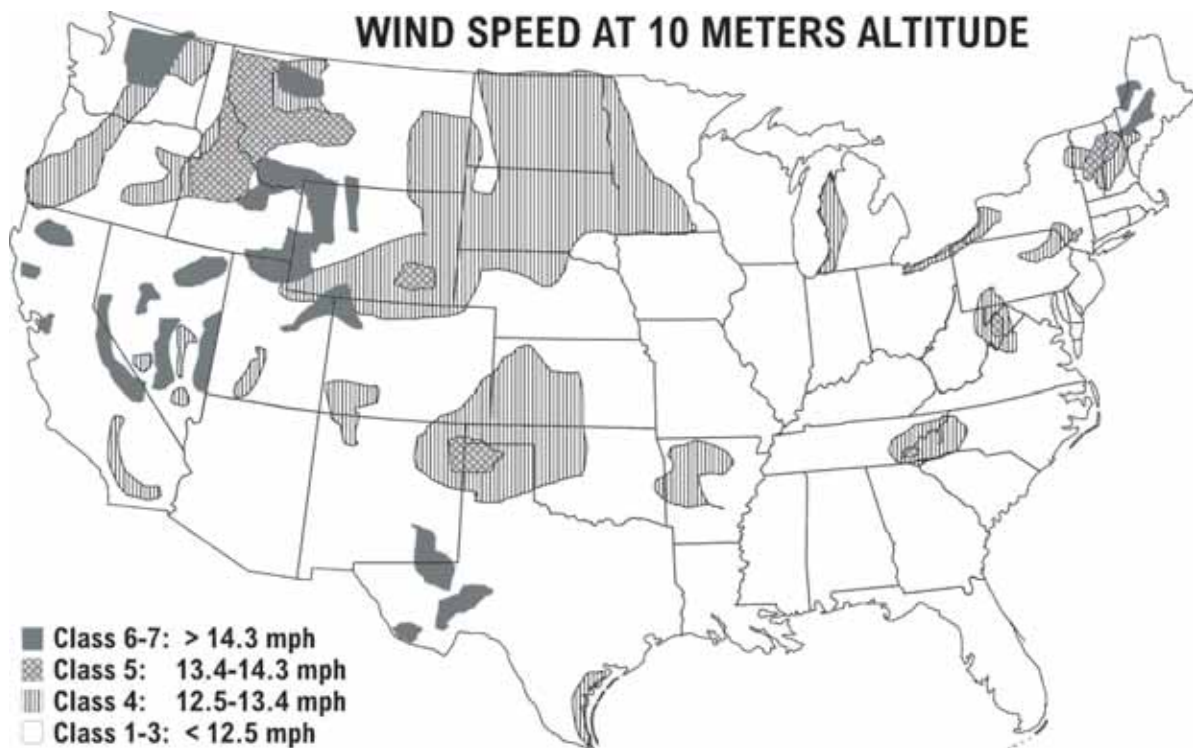 WIND SPEED AT 10 METERS ALTITUDE
Class 6-7: > 14.3 mph
Class 5: 13.4-14.3 mph
Class 4: 12.5-13.4 mph
Class 1-3: < 12.5 mph